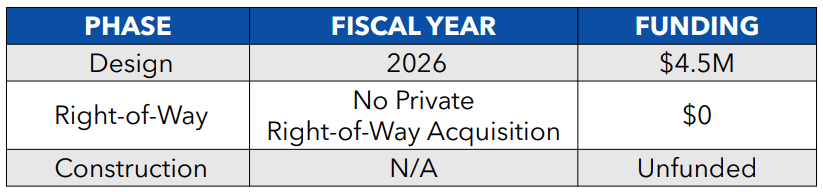 PHASE FISCAL YEAR FUNDING
Design 2026 $4.5M
Right-of-Way No Private $0
Right-of-Way Acquisition
Construction N/A Unfunded